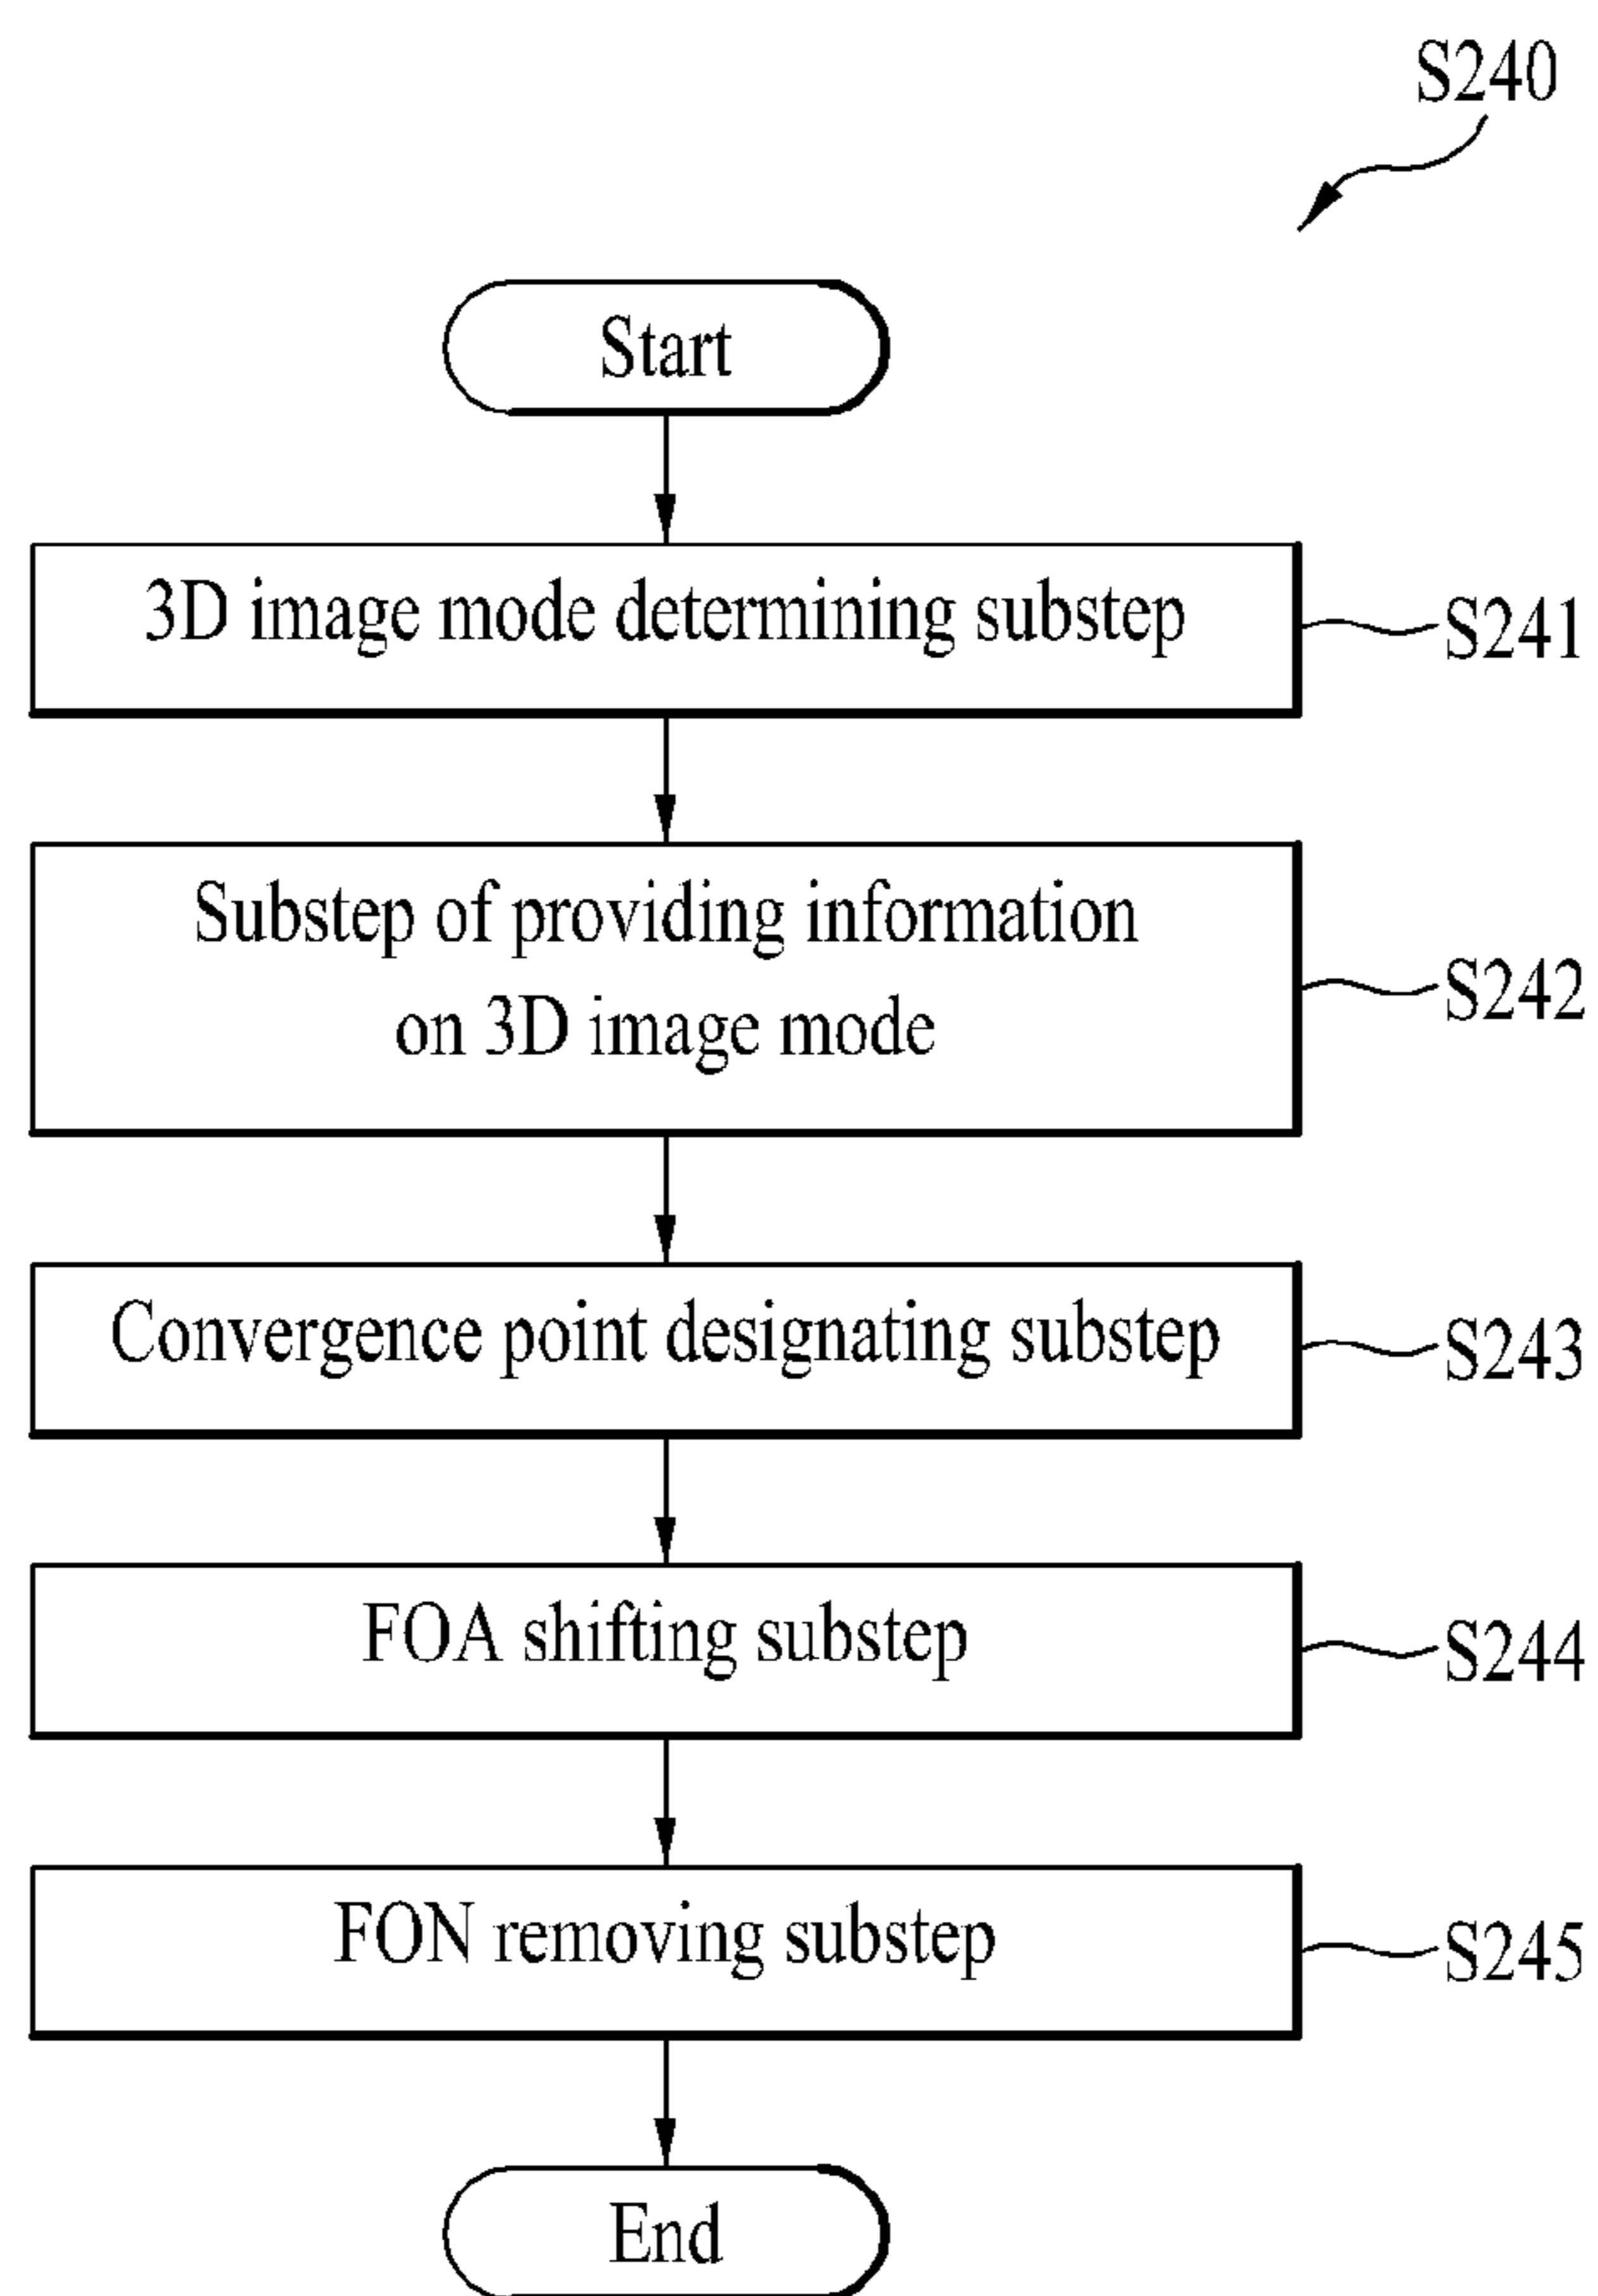 S240
Start
3D image mode determining substep
S241
Substep of providing information
on 3D image mode
S242
Convergence point designating substep
S243
FOA shifting substep
S244
FON removing substep
S245
End